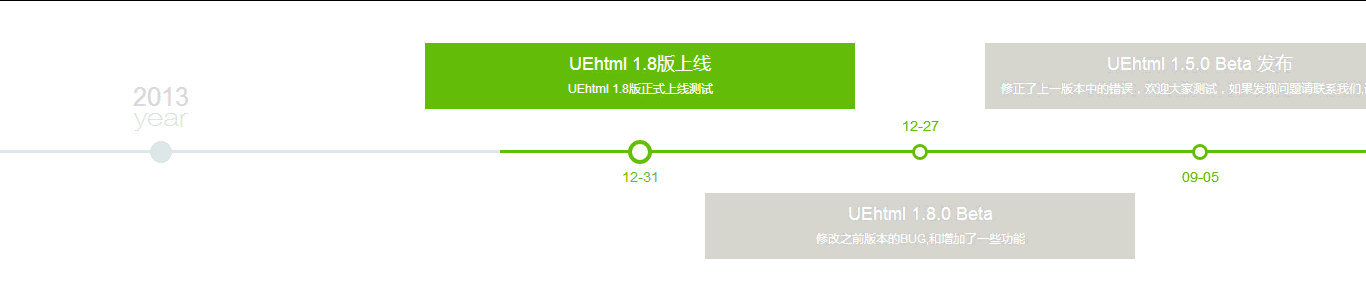 2013
year
UEhtml 1.8版上线
UEhtml 1.8版正式上线测试
12-31
12-27
UEhtml 1.8.0 Beta
修改之前版本的BUG,和增加了一些功能
UEhtml 1.5.0 Beta 发布
修正了上一版本中的错误，欢迎大家测试，如果发现问题请联系我们,
09-05